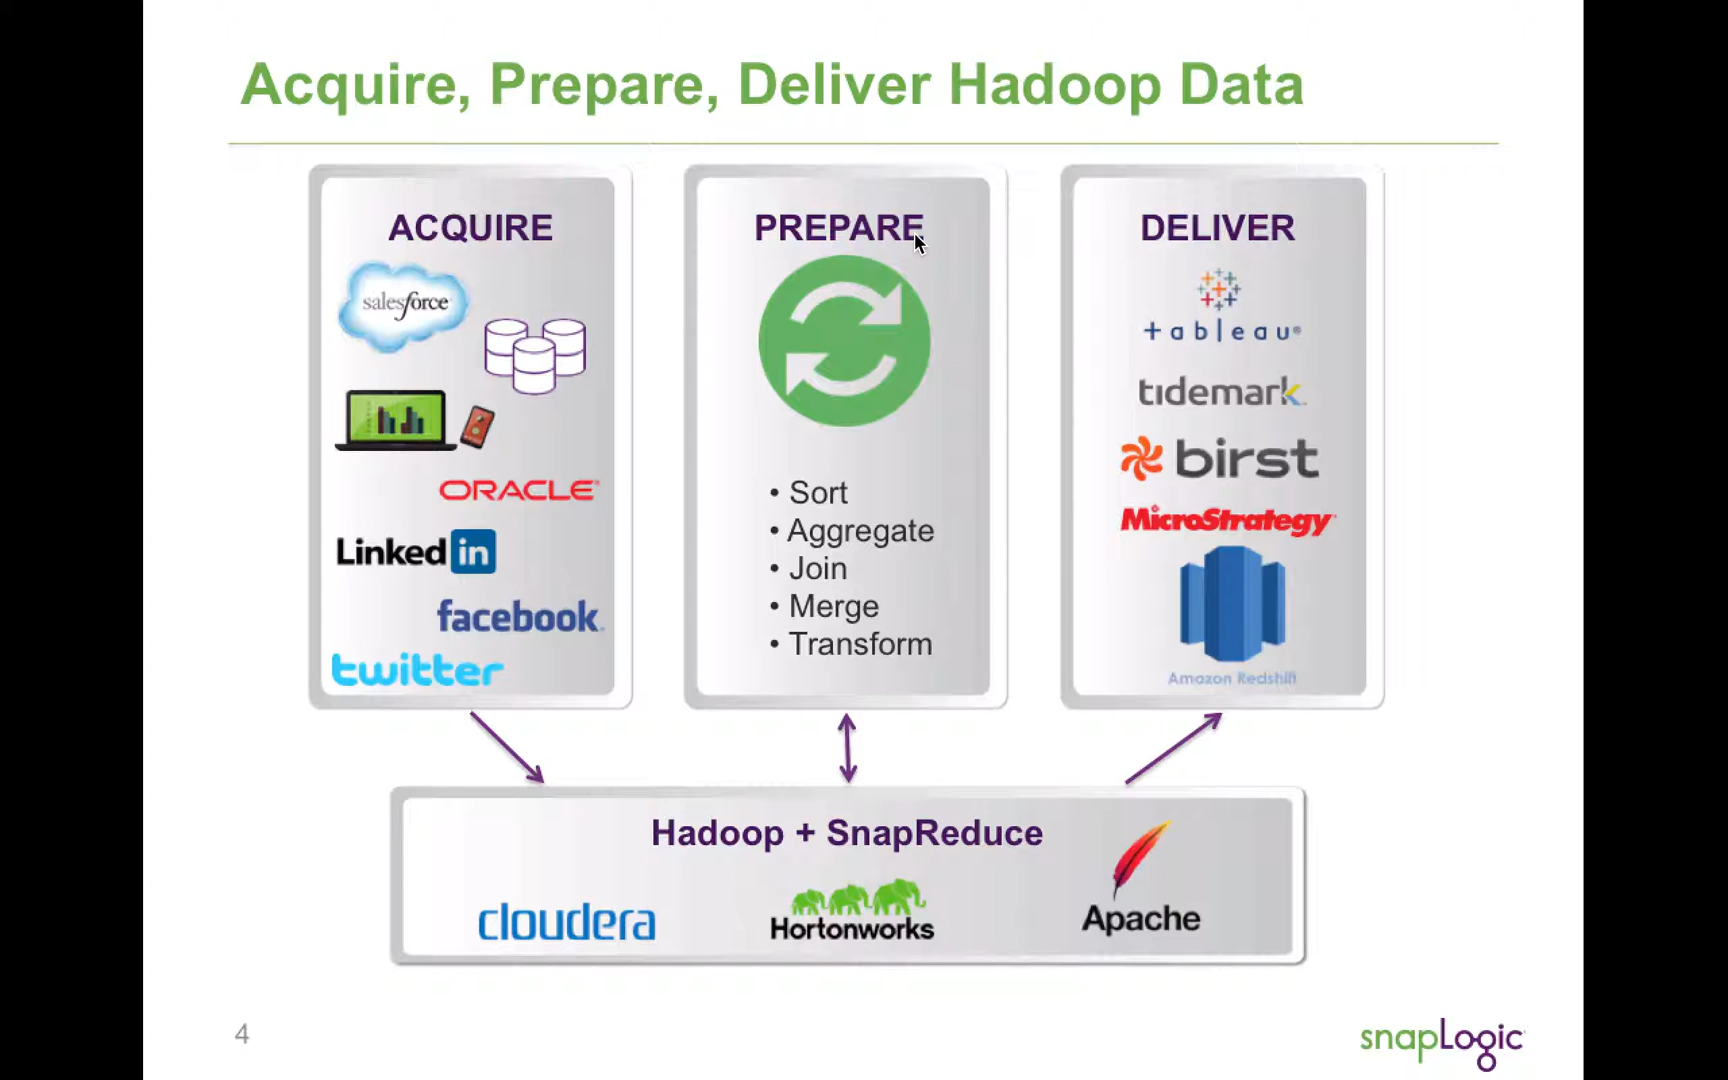 Acquire, Prepare, Deliver Hadoop Data
ACQUIRE
salesforce
ORACLE
Linked in
facebook
twitter
PREPARE
• Sort
• Aggregate
• Join
• Merge
• Transform
DELIVER
+ableau®
tidemark
birst
MicroStrategy
Amazon Redshift
Hadoop + SnapReduce
cloudera
Hortonworks
Apache
4
snapLogic